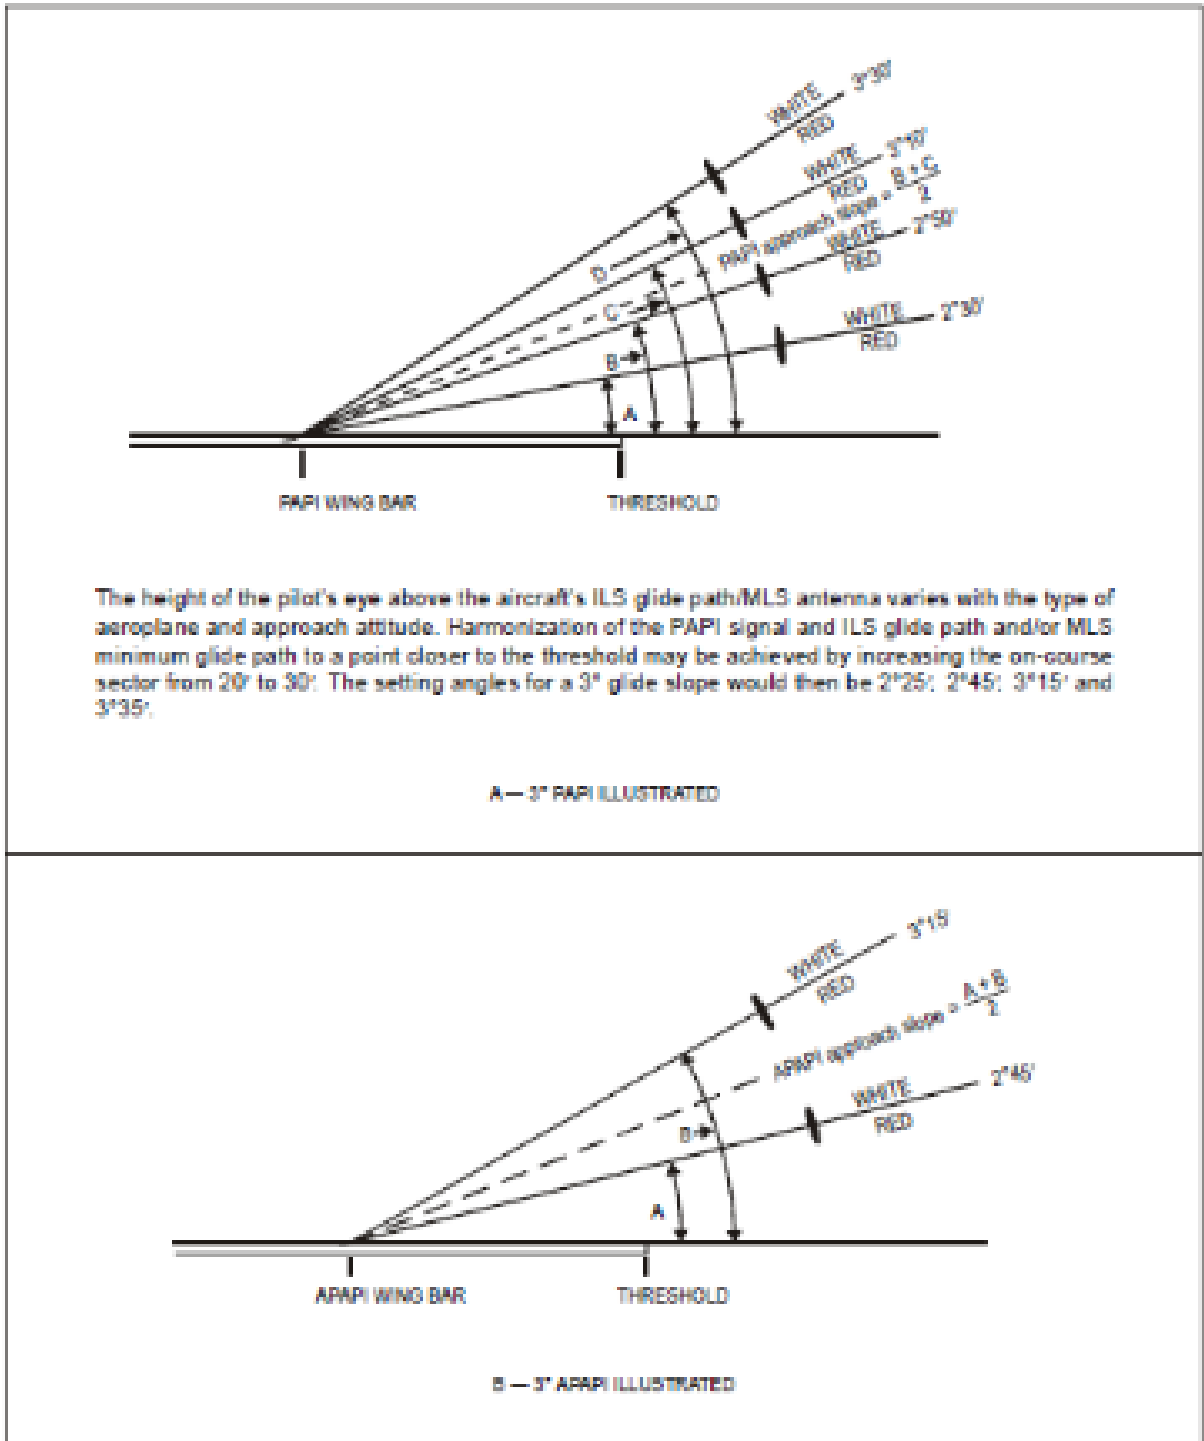 WHITE 3°30'
RED
WHITE 3°10'
RED
PAPI approach slope = B + C
2
WHITE 2°50'
RED
WHITE 2°30'
RED
D
C
B
A
PAPI WING BAR
THRESHOLD
The height of the pilot's eye above the aircraft's ILS glide path/MLS antenna varies with the type of
aeroplane and approach attitude. Harmonization of the PAPI signal and ILS glide path and/or MLS
minimum glide path to a point closer to the threshold may be achieved by increasing the on-course
sector from 20' to 30'. The setting angles for a 3° glide slope would then be 2°25', 2°45', 3°15' and
3°35'.
A — 3° PAPI ILLUSTRATED
WHITE 3°15'
RED
APAPI approach slope = A + B
2
WHITE 2°45'
RED
B
A
APAPI WING BAR
THRESHOLD
B — 3° APAPI ILLUSTRATED